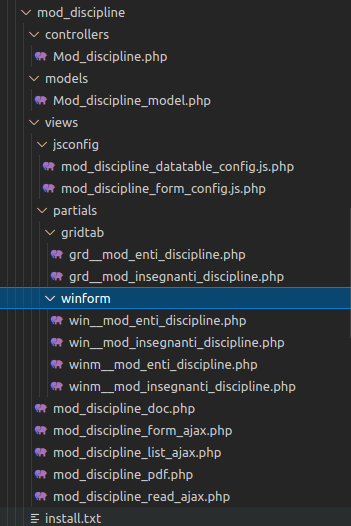 mod_discipline
controllers
Mod_discipline.php
models
Mod_discipline_model.php
views
jsconfig
mod_discipline_datatable_config.js.php
mod_discipline_form_config.js.php
partials
gridtab
grd__mod_enti_discipline.php
grd__mod_insegnanti_discipline.php
winform
win__mod_enti_discipline.php
win__mod_insegnanti_discipline.php
winm__mod_enti_discipline.php
winm__mod_insegnanti_discipline.php
mod_discipline_doc.php
mod_discipline_form_ajax.php
mod_discipline_list_ajax.php
mod_discipline_pdf.php
mod_discipline_read_ajax.php
install.txt